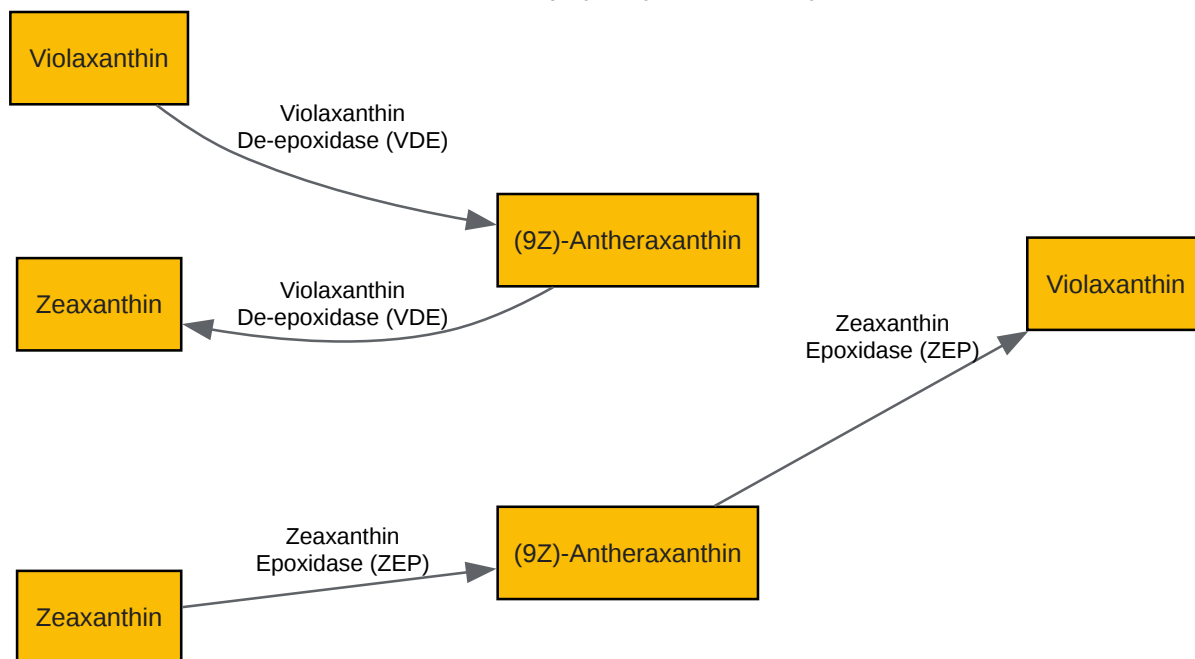 Violaxanthin
Violaxanthin
De-epoxidase (VDE)
(9Z)-Antheraxanthin
Violaxanthin
Zeaxanthin
Violaxanthin
De-epoxidase (VDE)
Zeaxanthin
Epoxidase (ZEP)
Zeaxanthin
Epoxidase (ZEP)
(9Z)-Antheraxanthin
Zeaxanthin